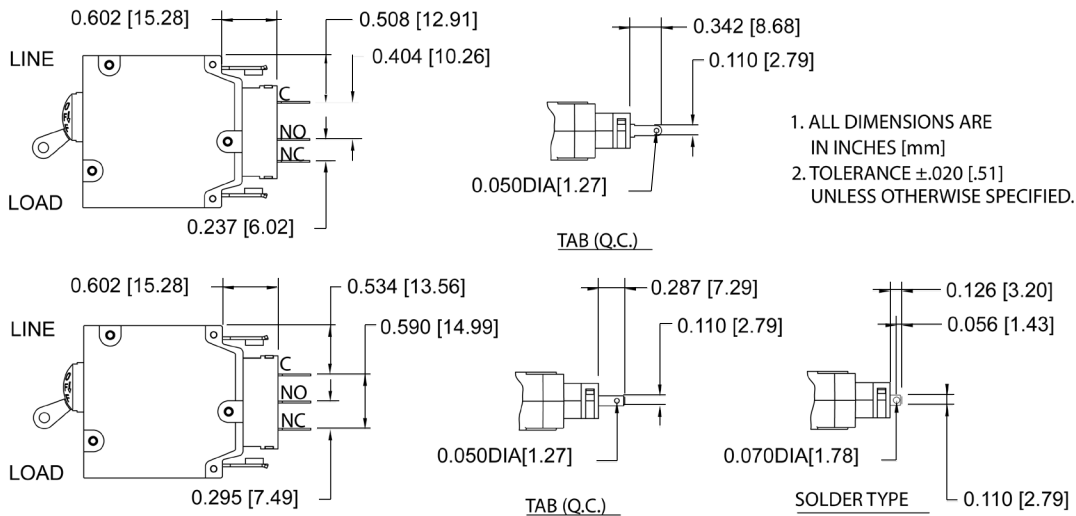 0.602 [15.28]
0.508 [12.91]
0.404 [10.26]
LINE
C
NO
NC
LOAD
0.237 [6.02]
0.342 [8.68]
0.110 [2.79]
0.050DIA[1.27]
TAB (Q.C.)
1. ALL DIMENSIONS ARE
IN INCHES [mm]
2. TOLERANCE ±.020 [.51]
UNLESS OTHERWISE SPECIFIED.
0.602 [15.28]
0.534 [13.56]
0.590 [14.99]
LINE
C
NO
NC
LOAD
0.295 [7.49]
0.287 [7.29]
0.110 [2.79]
0.050DIA[1.27]
TAB (Q.C.)
0.126 [3.20]
0.056 [1.43]
0.070DIA[1.78]
0.110 [2.79]
SOLDER TYPE